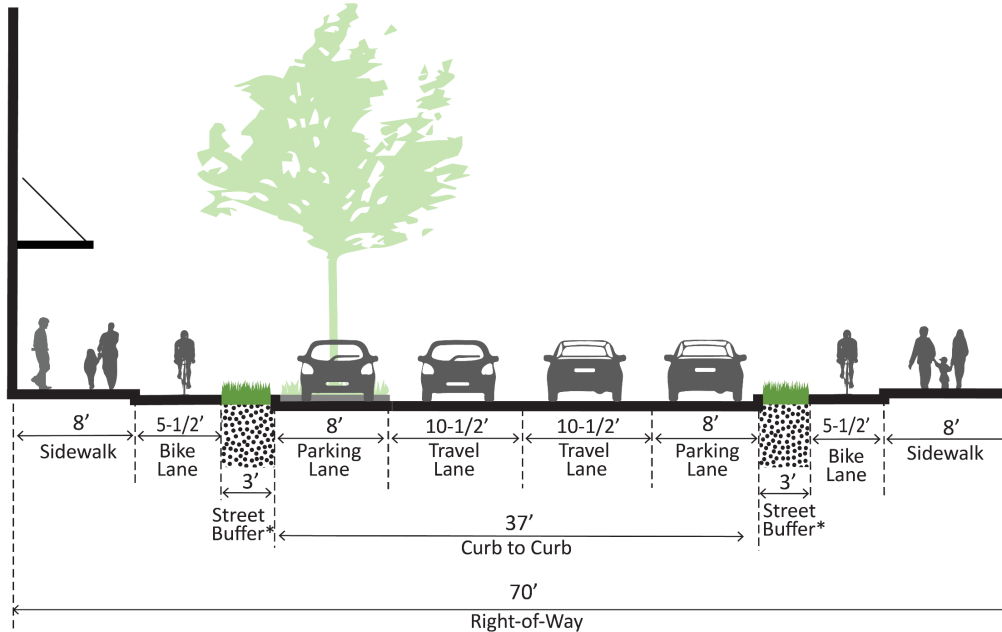 8’
5-1/2’
8’
10-1/2’
10-1/2’
8’
5-1/2’
8’
Sidewalk
Bike
Lane
Parking
Lane
Travel
Lane
Travel
Lane
Parking
Lane
Bike
Lane
Sidewalk
3’
Street
Buffer*
3’
Street
Buffer*
37’
Curb to Curb
70’
Right-of-Way